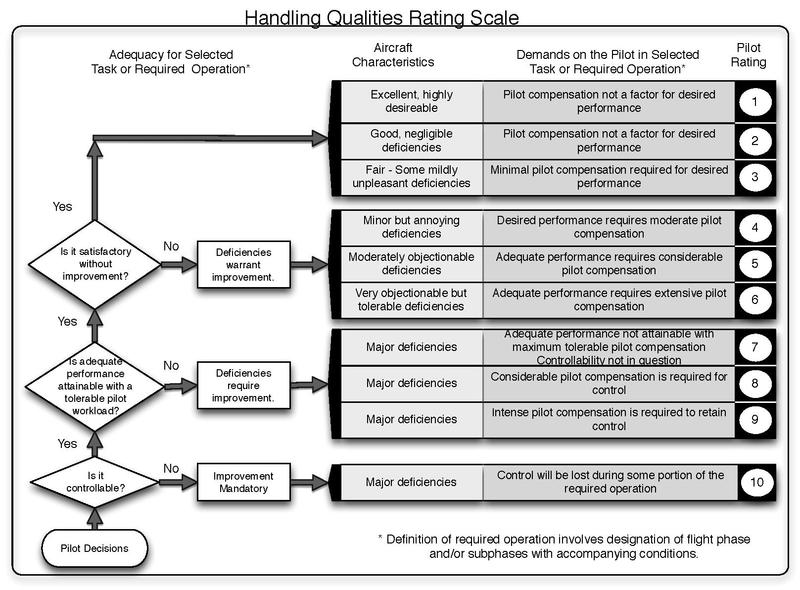 Handling Qualities Rating Scale
Adequacy for Selected
Task or Required Operation*
Aircraft
Characteristics
Demands on the Pilot in Selected
Task or Required Operation*
Pilot
Rating
Excellent, highly
desireable
Pilot compensation not a factor for desired
performance
1
Good, negligible
deficiencies
Pilot compensation not a factor for desired
performance
2
Fair - Some mildly
unpleasant deficiencies
Minimal pilot compensation required for desired
performance
3
Yes
Is it satisfactory
without
improvement?
No
Deficiencies
warrant
improvement.
Minor but annoying
deficiencies
Desired performance requires moderate pilot
compensation
4
Moderately objectionable
deficiencies
Adequate performance requires considerable
pilot compensation
5
Very objectionable but
tolerable deficiencies
Adequate performance requires extensive pilot
compensation
6
Yes
Is adequate
performance
attainable with a
tolerable pilot
workload?
No
Deficiencies
require
improvement.
Major deficiencies
Adequate performance not attainable with
maximum tolerable pilot compensation
Controllability not in question
7
Major deficiencies
Considerable pilot compensation is required for
control
8
Major deficiencies
Intense pilot compensation is required to retain
control
9
Yes
Is it
controllable?
No
Improvement
Mandatory
Major deficiencies
Control will be lost during some portion of the
required operation
10
Pilot Decisions
* Definition of required operation involves designation of flight phase
and/or subphases with accompanying conditions.